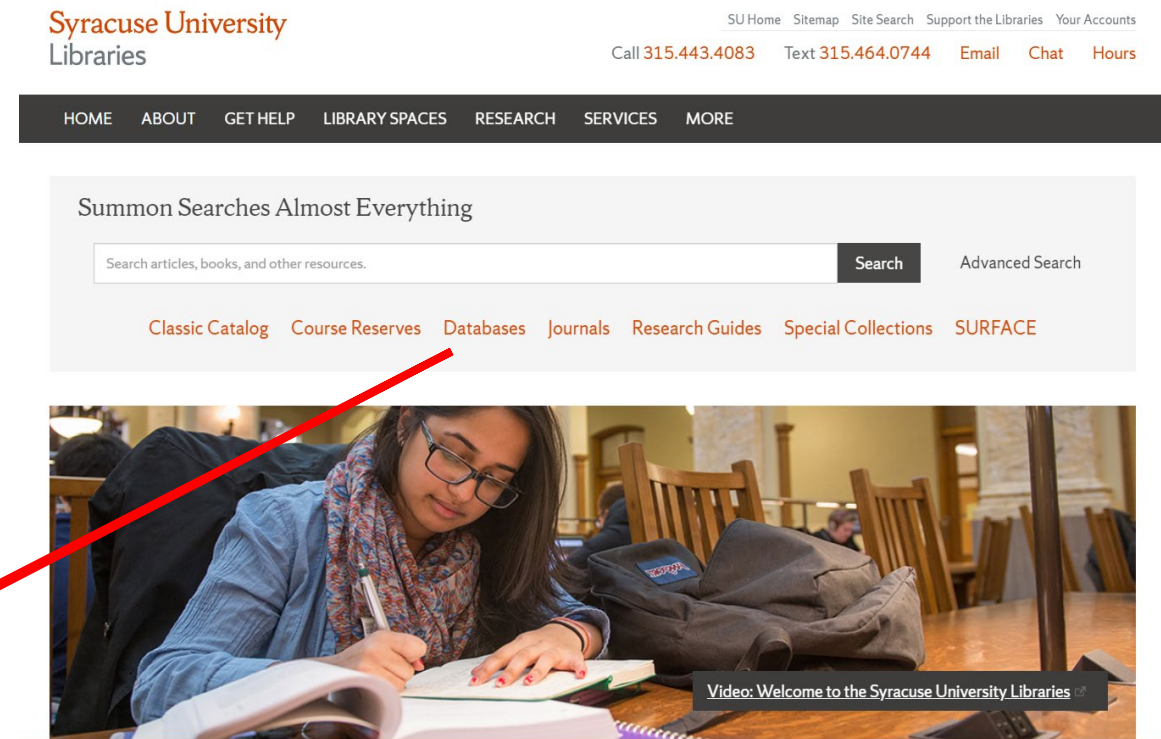 Syracuse University
Libraries
SU Home Sitemap Site Search Support the Libraries Your Accounts
Call 315.443.4083 Text 315.464.0744 Email Chat Hours
HOME ABOUT GET HELP LIBRARY SPACES RESEARCH SERVICES MORE
Summon Searches Almost Everything
Search articles, books, and other resources.
Search
Advanced Search
Classic Catalog Course Reserves Databases Journals Research Guides Special Collections SURFACE
JANSPORT
Video: Welcome to the Syracuse University Libraries